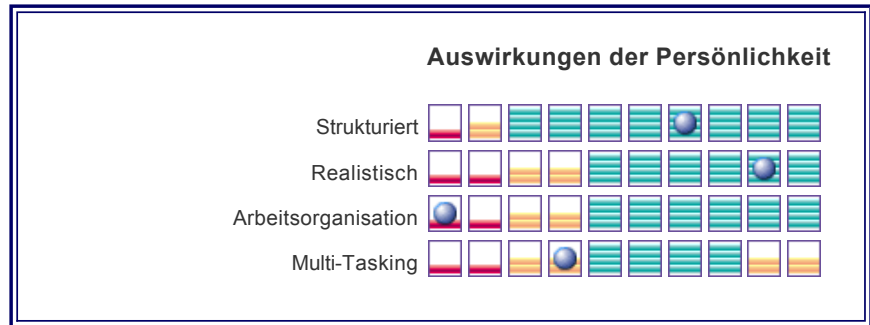 Auswirkungen der Persönlichkeit
Strukturiert
Realistisch
Arbeitsorganisation
Multi-Tasking